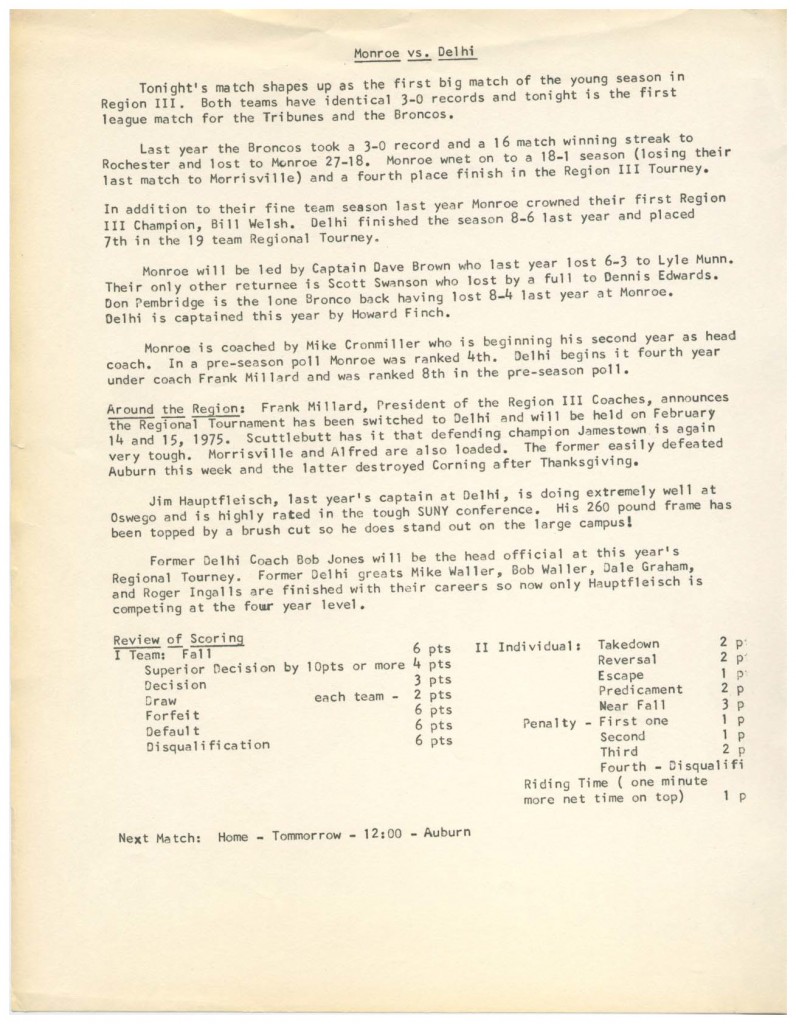 Monroe vs. Delhi
Tonight's match shapes up as the first big match of the young season in
Region III. Both teams have identical 3-0 records and tonight is the first
league match for the Tribunes and the Broncos.
Last year the Broncos took a 3-0 record and a 16 match winning streak to
Rochester and lost to Monroe 27-18. Monroe wnet on to a 18-1 season (losing their
last match to Morrisville) and a fourth place finish in the Region III Tourney.
In addition to their fine team season last year Monroe crowned their first Region
III Champion, Bill Welsh. Delhi finished the season 8-6 last year and placed
7th in the 19 team Regional Tourney.
Monroe will be led by Captain Dave Brown who last year lost 6-3 to Lyle Munn.
Their only other returnee is Scott Swanson who lost by a full to Dennis Edwards.
Don Pembridge is the lone Bronco back having lost 8-4 last year at Monroe.
Delhi is captained this year by Howard Finch.
Monroe is coached by Mike Cronmiller who is beginning his second year as head
coach. In a pre-season poll Monroe was ranked 4th. Delhi begins it fourth year
under coach Frank Millard and was ranked 8th in the pre-season poll.
Around the Region: Frank Millard, President of the Region III Coaches, announces
the Regional Tournament has been switched to Delhi and will be held on February
14 and 15, 1975. Scuttlebutt has it that defending champion Jamestown is again
very tough. Morrisville and Alfred are also loaded. The former easily defeated
Auburn this week and the latter destroyed Corning after Thanksgiving.
Jim Hauptfleisch, last year's captain at Delhi, is doing extremely well at
Oswego and is highly rated in the tough SUNY conference. His 260 pound frame has
been topped by a brush cut so he does stand out on the large campus!
Former Delhi Coach Bob Jones will be the head official at this year's
Regional Tourney. Former Delhi greats Mike Waller, Bob Waller, Dale Graham,
and Roger Ingalls are finished with their careers so now only Hauptfleisch is
competing at the four year level.
Review of Scoring
I Team: Fall 6 pts
Superior Decision by 10pts or more 4 pts
Decision 3 pts
Draw each team - 2 pts
Forfeit 6 pts
Default 6 pts
Disqualification 6 pts
II Individual: Takedown 2 p
Reversal 2 p
Escape 1 p
Predicament 2 p
Near Fall 3 p
Penalty - First one 1 p
Second 1 p
Third 2 p
Fourth - Disqualifi
Riding Time ( one minute
more net time on top) 1 p
Next Match: Home - Tommorrow - 12:00 - Auburn